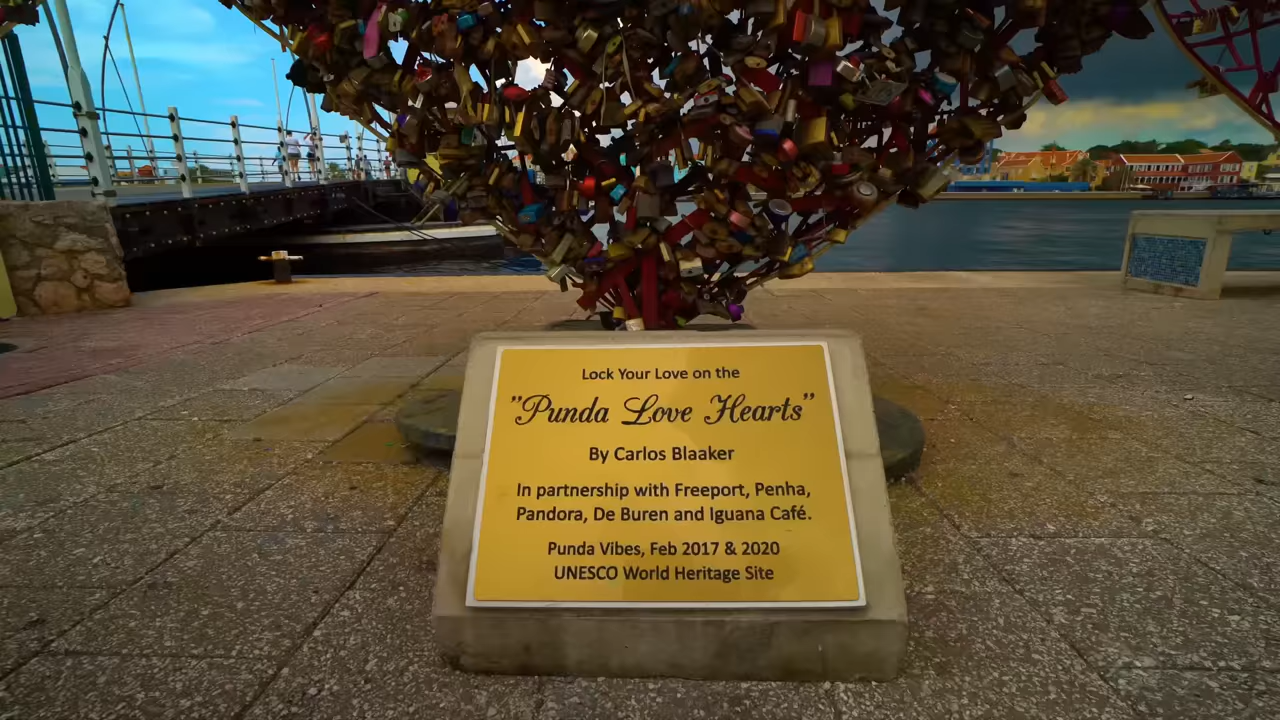 Lock Your Love on the
"Punda Love Hearts"
By Carlos Blaaker
In partnership with Freeport, Penha,
Pandora, De Buren and Iguana Café.
Punda Vibes, Feb 2017 & 2020
UNESCO World Heritage Site